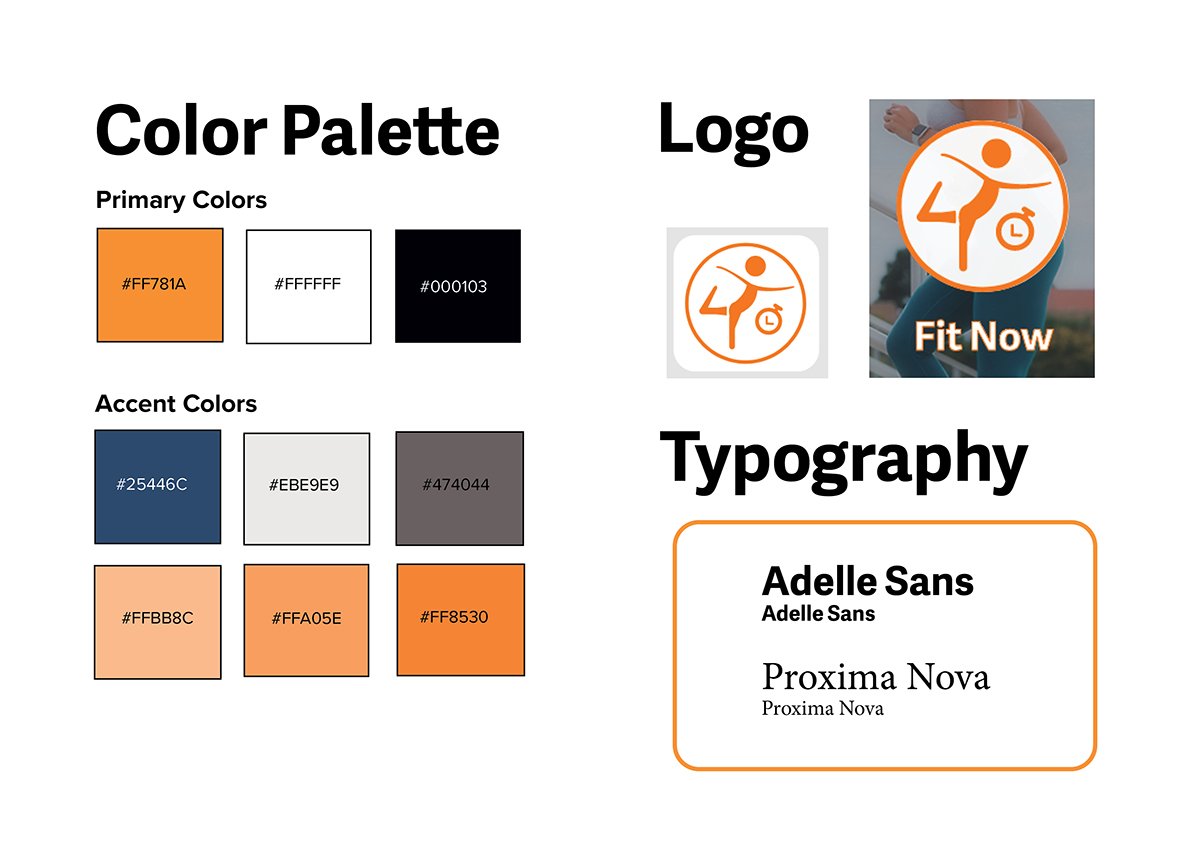 Color Palette
Primary Colors
#FF781A
#FFFFFF
#000103
Accent Colors
#25446C
#EBE9E9
#474044
#FFBB8C
#FFA05E
#FF8530
Logo
Fit Now
Typography
Adelle Sans
Adelle Sans
Proxima Nova
Proxima Nova